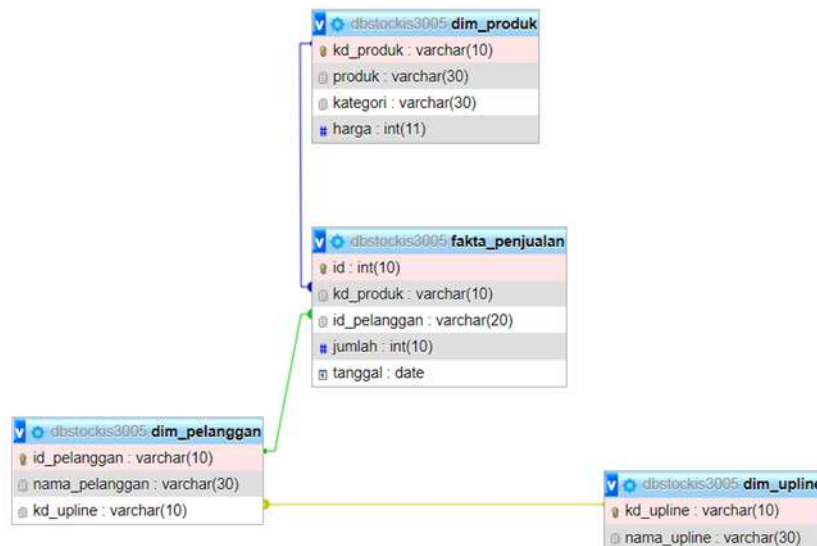 dbstockis3005 dim_produk
kd_produk : varchar(10)
produk : varchar(30)
kategori : varchar(30)
# harga : int(11)
dbstockis3005 fakta_penjualan
id : int(10)
kd_produk : varchar(10)
id_pelanggan : varchar(20)
# jumlah : int(10)
tanggal : date
dbstockis3005 dim_pelanggan
id_pelanggan : varchar(10)
nama_pelanggan : varchar(30)
kd_upline : varchar(10)
dbstockis3005 dim_upline
kd_upline : varchar(10)
nama_upline : varchar(30)